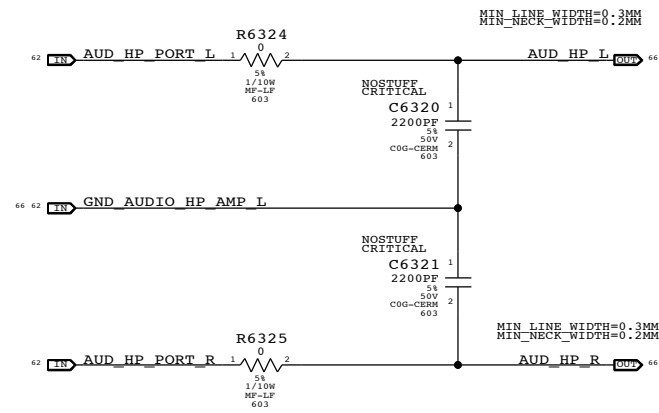 MIN_LINE_WIDTH=0.3MM
MIN_NECK_WIDTH=0.2MM
R6324
0
62 IN AUD_HP_PORT_L 1 2 AUD_HP_L OUT 66
5%
1/10W
MF-LF
603
NOSTUFF
CRITICAL
C6320 1
2200PF
5%
50V
C0G-CERM 2
603
66 62 IN GND_AUDIO_HP_AMP_L
NOSTUFF
CRITICAL
C6321 1
2200PF
5%
50V
C0G-CERM 2
603
MIN_LINE_WIDTH=0.3MM
MIN_NECK_WIDTH=0.2MM
R6325
0
62 IN AUD_HP_PORT_R 1 2 AUD_HP_R OUT 66
5%
1/10W
MF-LF
603